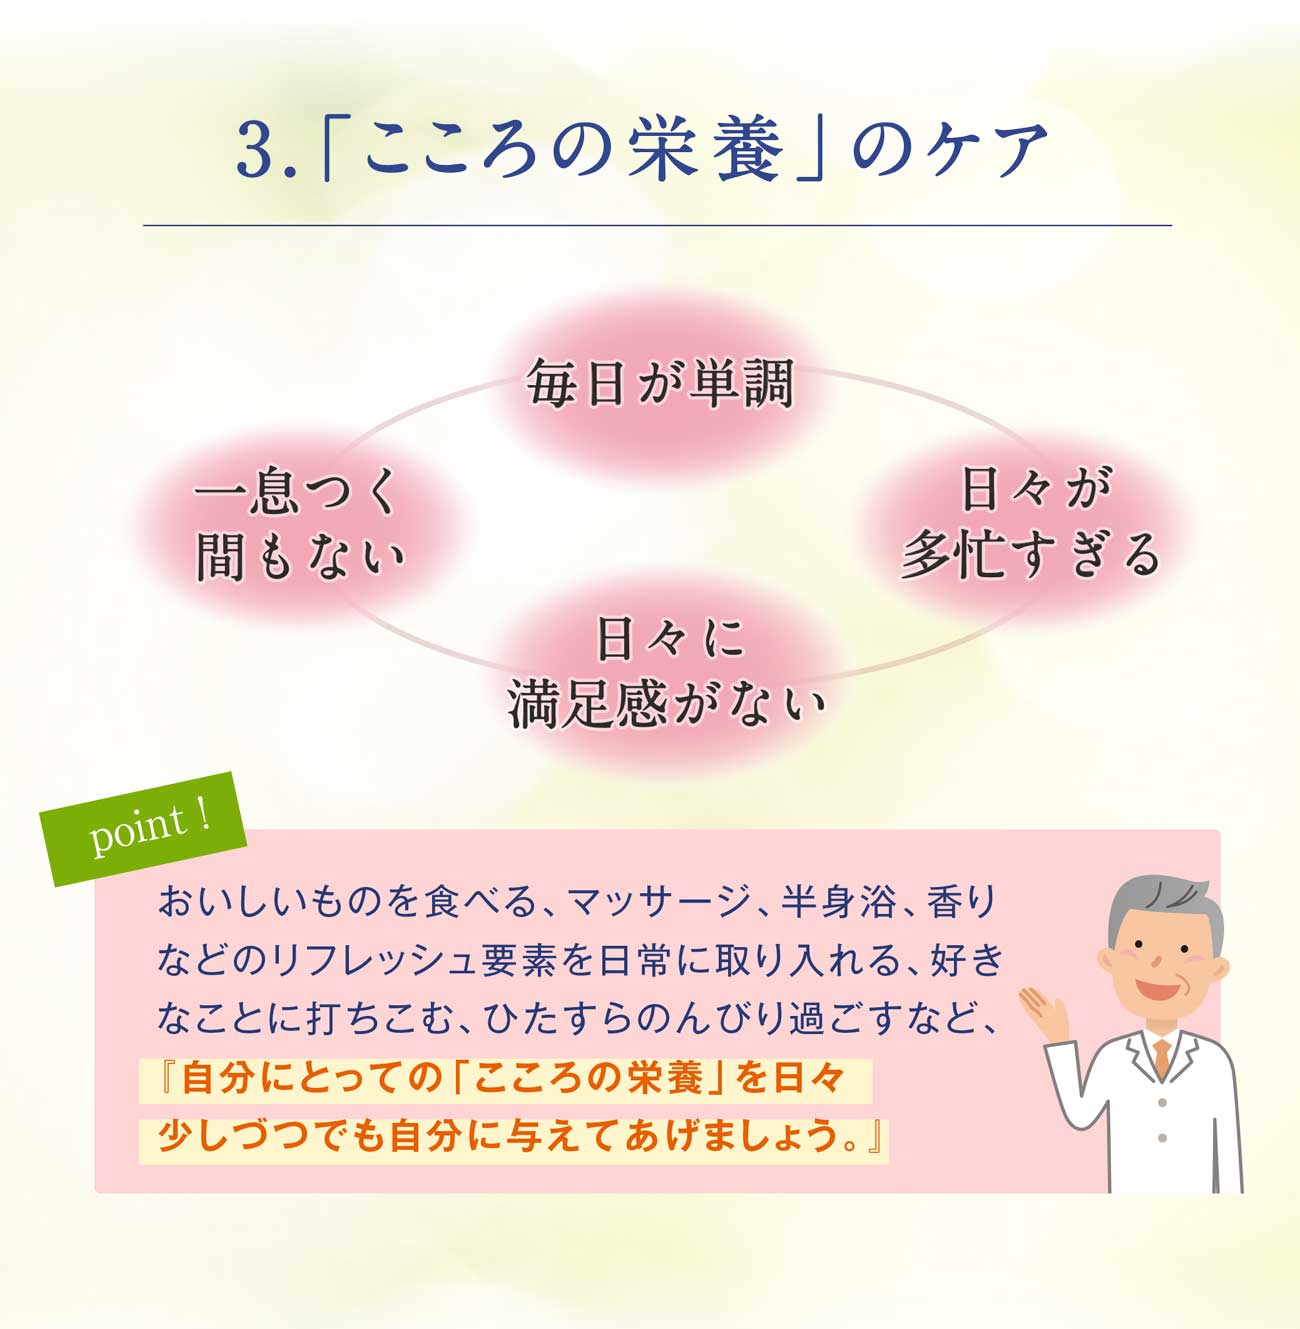 3.「こころの栄養」のケア
毎日が単調
一息つく
間もない
日々が
多忙すぎる
日々に
満足感がない
point !
おいしいものを食べる、マッサージ、半身浴、香り
などのリフレッシュ要素を日常に取り入れる、好き
なことに打ちこむ、ひたすらのんびり過ごすなど、
『自分にとっての「こころの栄養」を日々
少しづつでも自分に与えてあげましょう。』